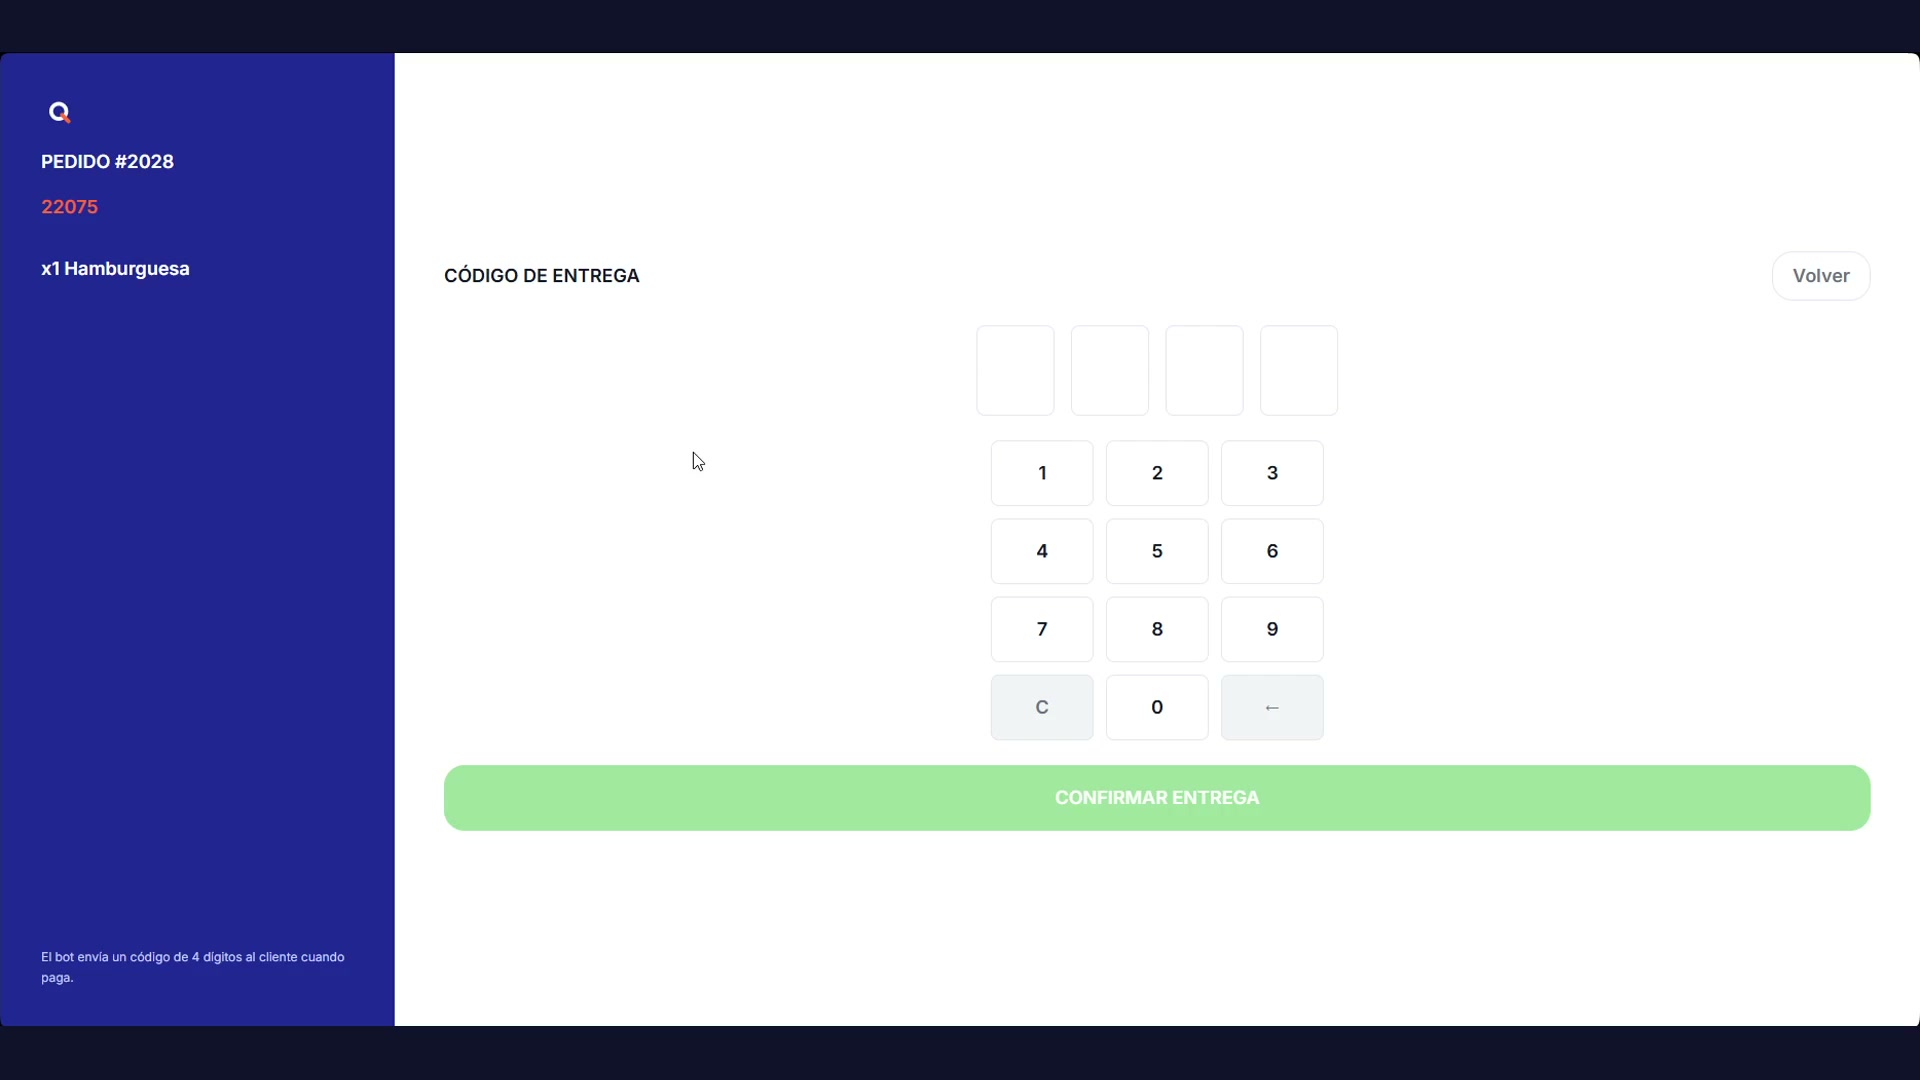 PEDIDO #2028
22075
x1 Hamburguesa
El bot envía un código de 4 dígitos al cliente cuando
paga.
CÓDIGO DE ENTREGA
Volver
1 2 3
4 5 6
7 8 9
C 0 ←
CONFIRMAR ENTREGA